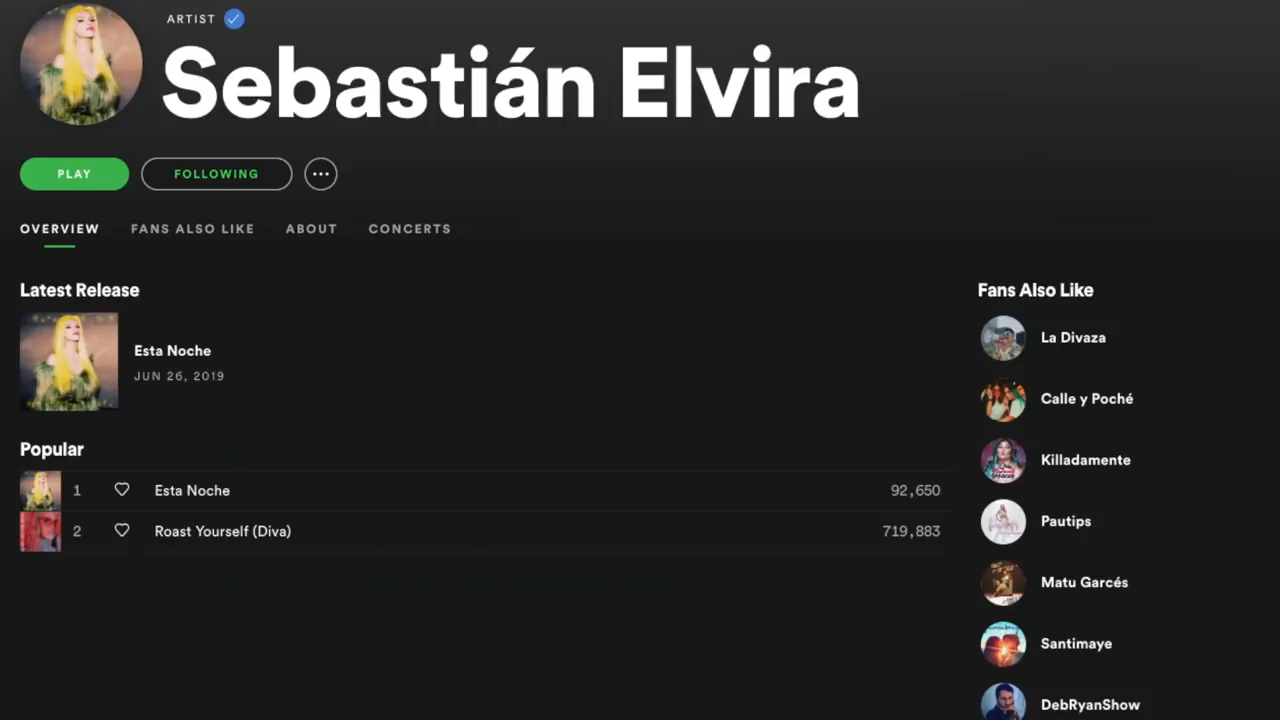 ARTIST
Sebastián Elvira
PLAY
FOLLOWING
OVERVIEW
FANS ALSO LIKE
ABOUT
CONCERTS
Latest Release
Esta Noche
JUN 26, 2019
Popular
1 Esta Noche 92,650
2 Roast Yourself (Diva) 719,883
Fans Also Like
La Divaza
Calle y Poché
Killadamente
Pautips
Matu Garcés
Santimaye
DebRyanShow